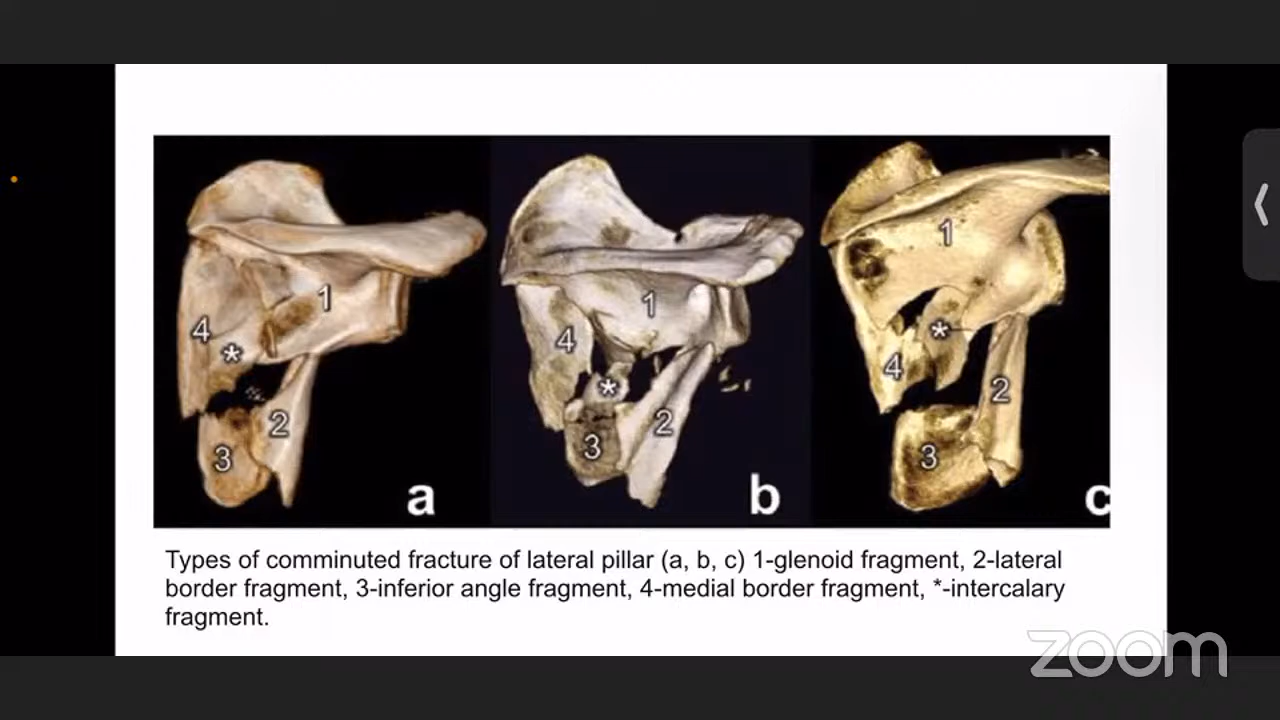 1
4
*
2
3
a
1
4
*
2
3
b
1
*
4
2
3
c
Types of comminuted fracture of lateral pillar (a, b, c) 1-glenoid fragment, 2-lateral
border fragment, 3-inferior angle fragment, 4-medial border fragment, *-intercalary
fragment.
zoom